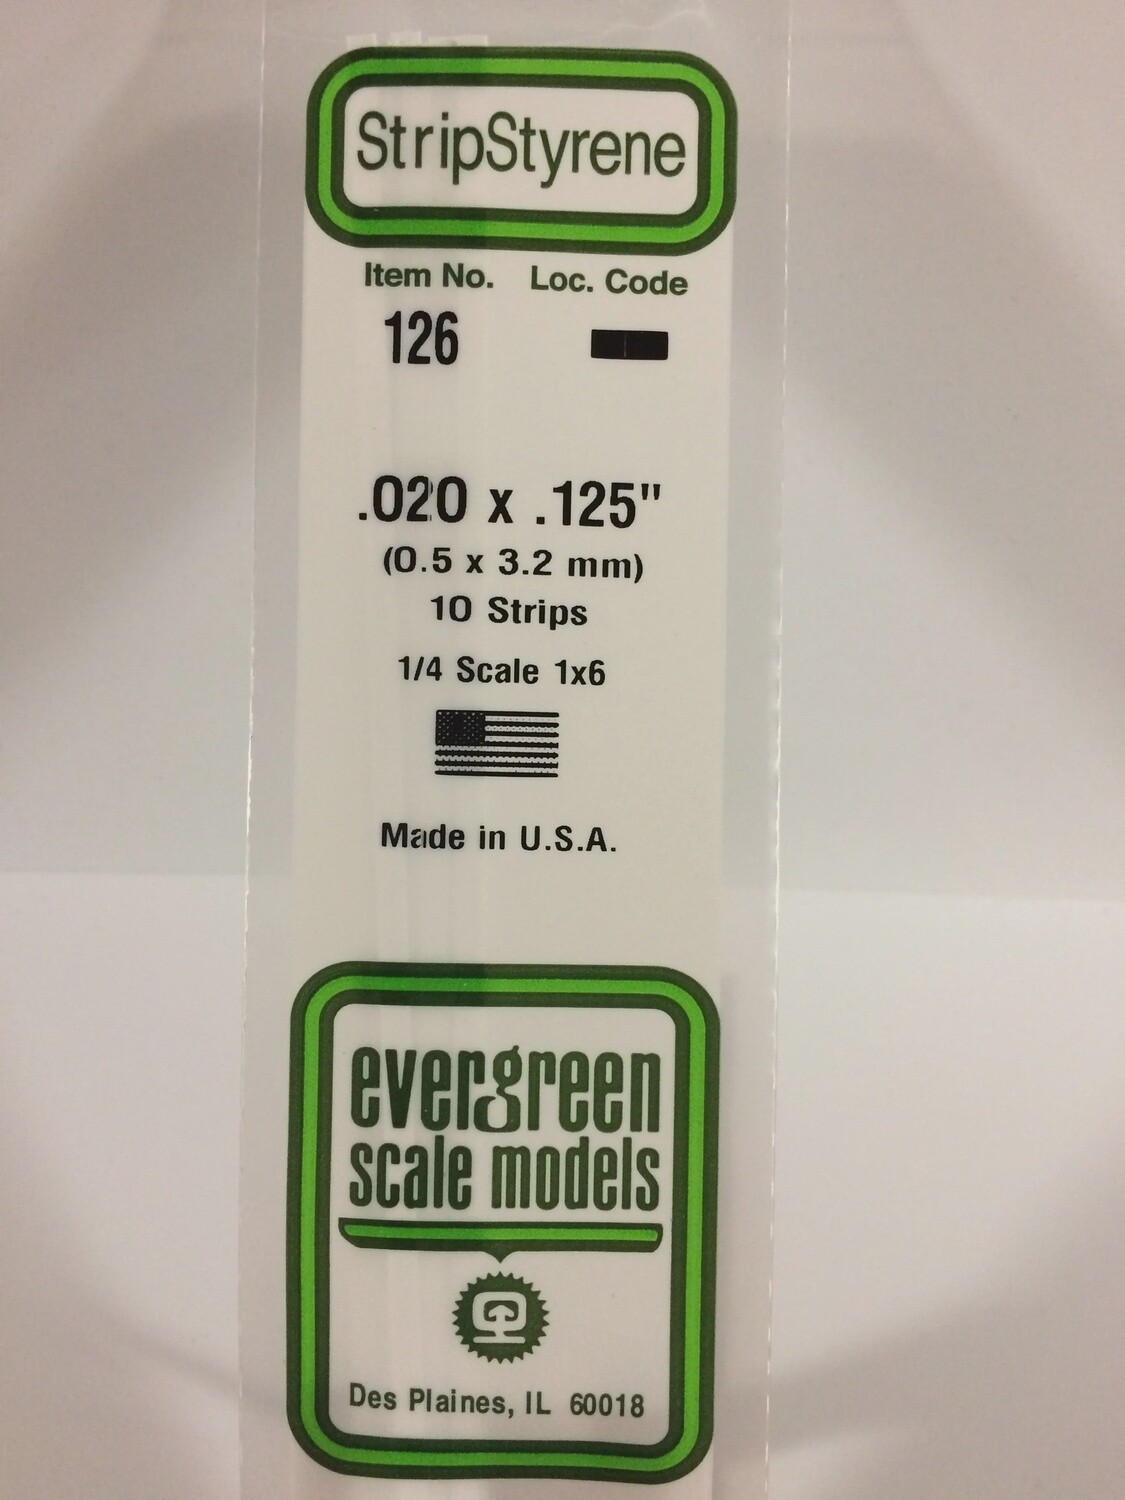 StripStyrene
Item No. Loc. Code
126
.020 x .125"
(0.5 x 3.2 mm)
10 Strips
1/4 Scale 1x6
Made in U.S.A.
evergreen
scale models
Des Plaines, IL 60018